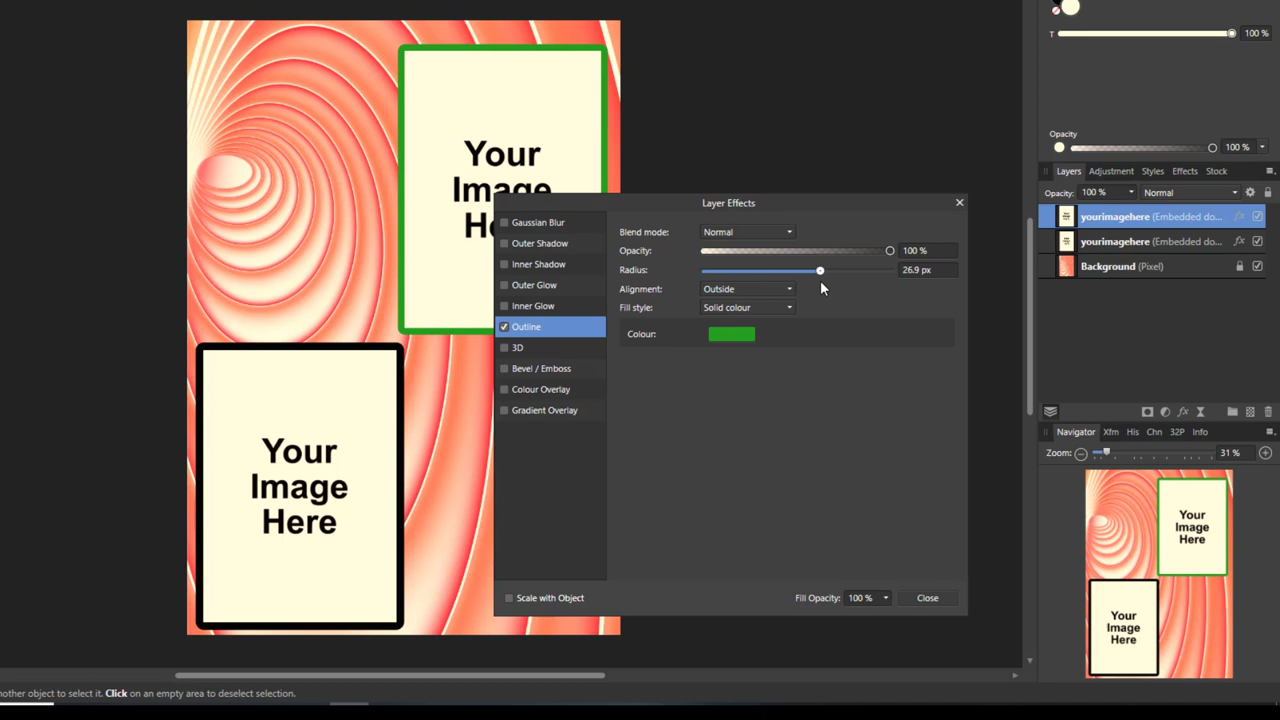 T
100 %
Opacity
100 %
Layers Adjustment Styles Effects Stock
Opacity: 100 % Normal
yourimagehere (Embedded do...
yourimagehere (Embedded do...
Background (Pixel)
Your
Image
He
Layer Effects
Gaussian Blur
Outer Shadow
Inner Shadow
Outer Glow
Inner Glow
Outline
3D
Bevel / Emboss
Colour Overlay
Gradient Overlay
Blend mode: Normal
Opacity: 100 %
Radius: 26.9 px
Alignment: Outside
Fill style: Solid colour
Colour:
Scale with Object
Fill Opacity: 100 % Close
Your
Image
Here
fx
Navigator Xfm His Chn 32P Info
Zoom: 31 %
Your
Image
Here
Your
Image
Here
nother object to select it. Click on an empty area to deselect selection.